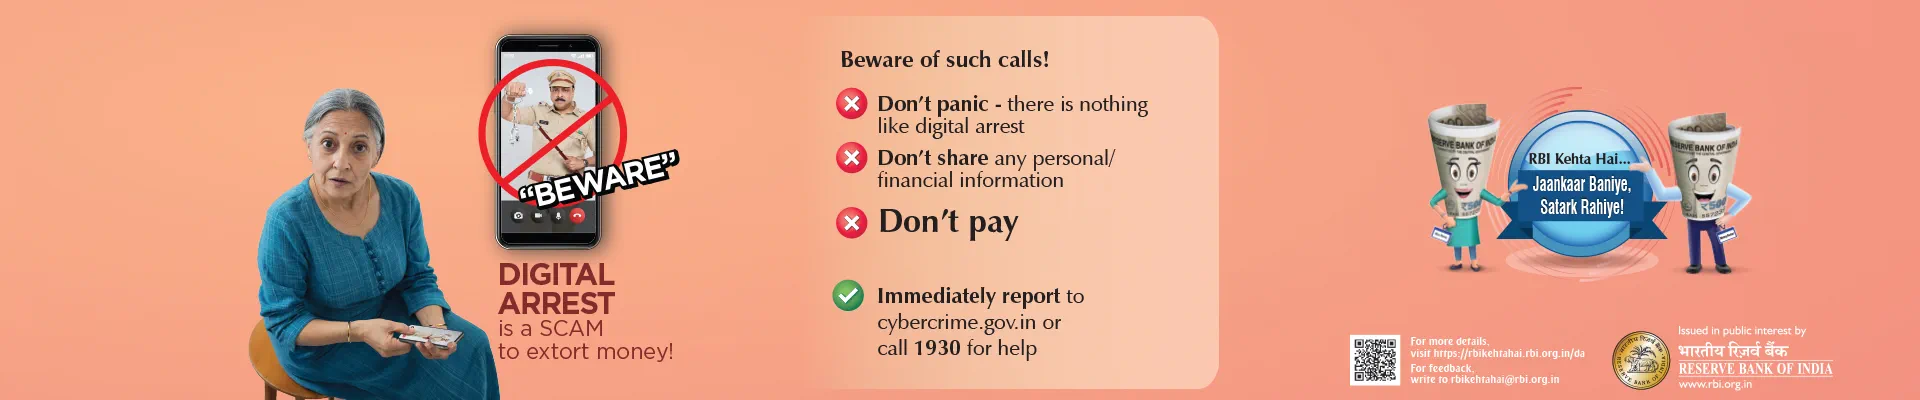 "BEWARE"
DIGITAL
ARREST
is a SCAM
to extort money!
Beware of such calls!
Don't panic - there is nothing
like digital arrest
Don't share any personal/
financial information
Don't pay
Immediately report to
cybercrime.gov.in or
call 1930 for help
RBI Kehta Hai...
Jaankaar Baniye,
Satark Rahiye!
For more details,
visit https://rbikehtahai.rbi.org.in/da
For feedback,
write to rbikehtahai@rbi.org.in
Issued in public interest by
भारतीय रिज़र्व बैंक
RESERVE BANK OF INDIA
www.rbi.org.in